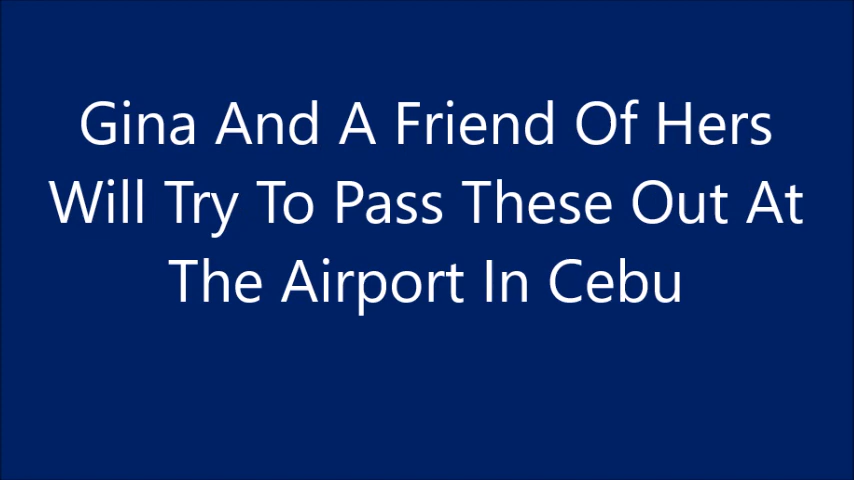 Gina And A Friend Of Hers
Will Try To Pass These Out At
The Airport In Cebu